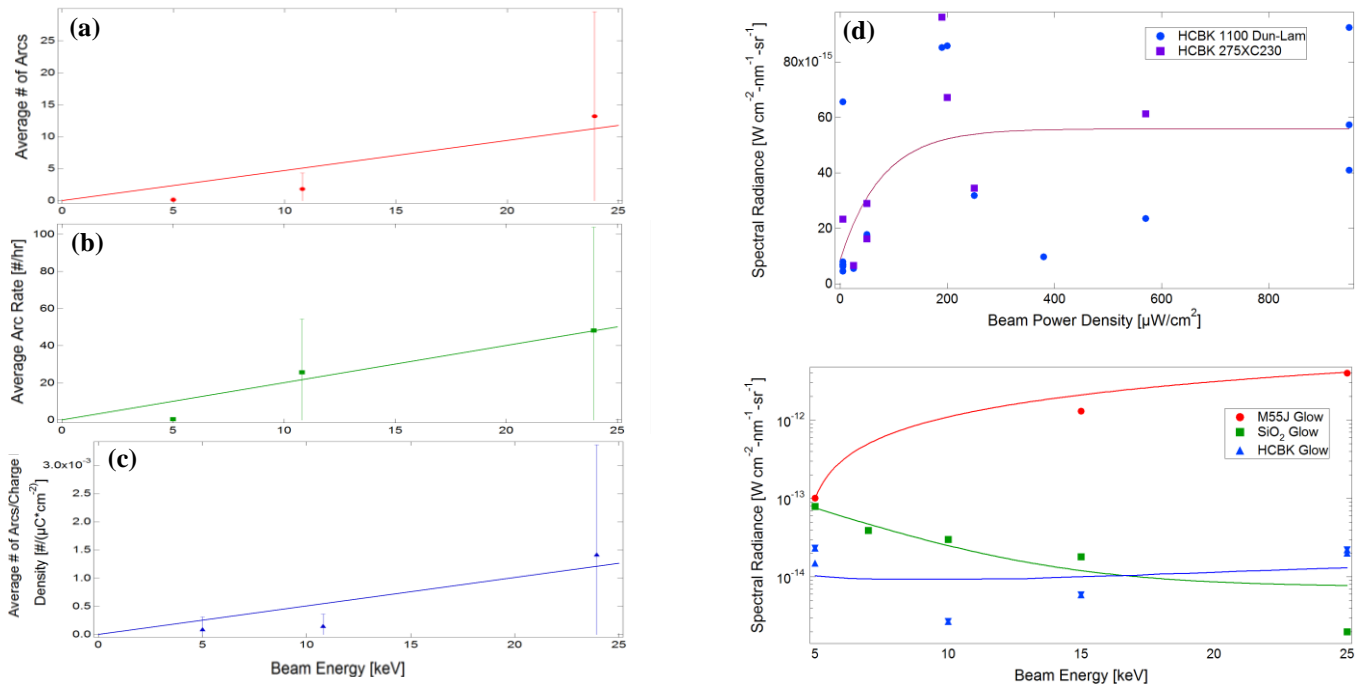 (a)
Average # of Arcs
25
20
15
10
5
0
0 5 10 15 20 25
(b)
Average Arc Rate [#/hr]
100
80
60
40
20
0
0 5 10 15 20 25
(c)
Average # of Arcs/Charge
Density [#/(µC*cm⁻²)]
3.0x10⁻³
2.5
2.0
1.5
1.0
0.5
0.0
0 5 10 15 20 25
Beam Energy [keV]
(d)
Spectral Radiance [W cm⁻²-nm⁻¹-sr⁻¹]
HCBK 1100 Dun-Lam
HCBK 275XC230
80x10⁻¹⁵
60
40
20
0
0 200 400 600 800
Beam Power Density [µW/cm²]
Spectral Radiance [W cm⁻²-nm⁻¹-sr⁻¹]
M55J Glow
SiO₂ Glow
HCBK Glow
10⁻¹²
10⁻¹³
10⁻¹⁴
5 10 15 20 25
Beam Energy [keV]